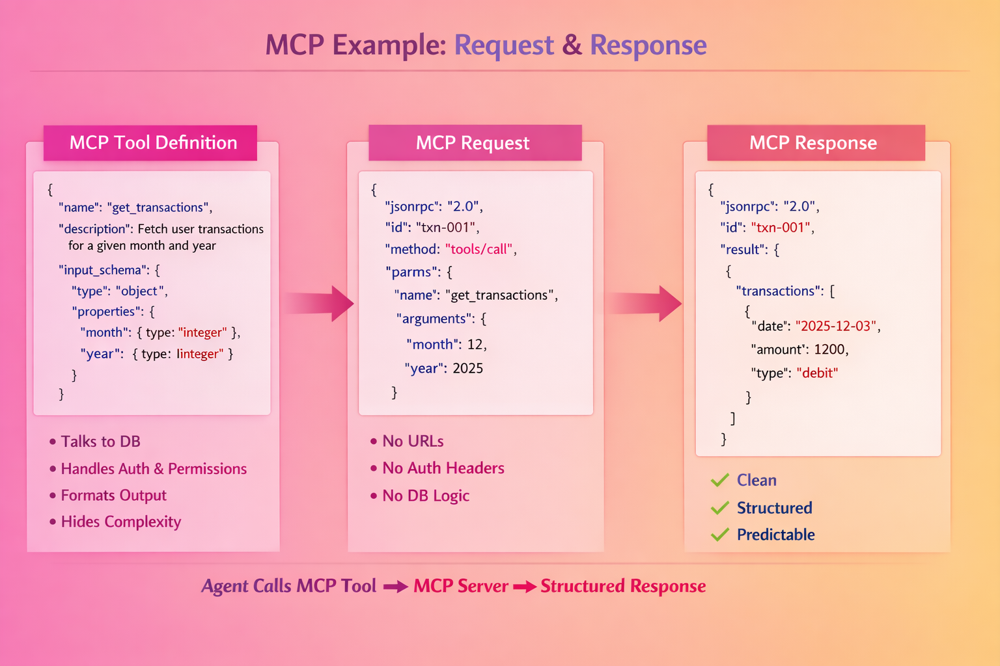 MCP Example: Request & Response
MCP Tool Definition
{
"name": "get_transactions",
"description": Fetch user transactions
for a given month and year
"input_schema": {
"type": "object",
"properties": {
"month": { type: "integer" },
"year": { type: linteger" }
}
}
• Talks to DB
• Handles Auth & Permissions
• Formats Output
• Hides Complexity
MCP Request
{
"jsonrpc": "2.0",
"id": "txn-001",
"method: "tools/call",
"parms": {
"name": "get_transactions",
"arguments": {
"month": 12,
"year": 2025
}
• No URLs
• No Auth Headers
• No DB Logic
MCP Response
{
"jsonrpc": "2.0",
"id": "txn-001",
"result": {
{
"transactions": [
{
"date": "2025-12-03",
"amount": 1200,
"type": "debit"
}
]
}
✓ Clean
✓ Structured
✓ Predictable
Agent Calls MCP Tool → MCP Server → Structured Response